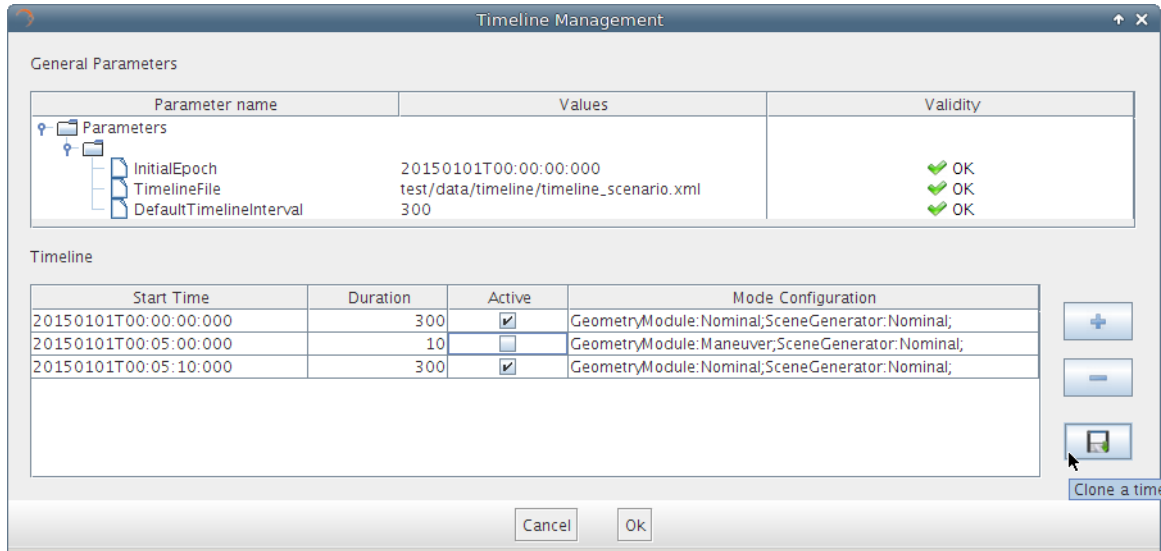 Timeline Management
General Parameters
Parameter name Values Validity
Parameters
InitialEpoch 20150101T00:00:00:000 OK
TimelineFile test/data/timeline/timeline_scenario.xml OK
DefaultTimelineInterval 300 OK
Timeline
Start Time Duration Active Mode Configuration
20150101T00:00:00:000 300 GeometryModule:Nominal;SceneGenerator:Nominal;
20150101T00:05:00:000 10 GeometryModule:Maneuver;SceneGenerator:Nominal;
20150101T00:05:10:000 300 GeometryModule:Nominal;SceneGenerator:Nominal;
Clone a time
Cancel Ok